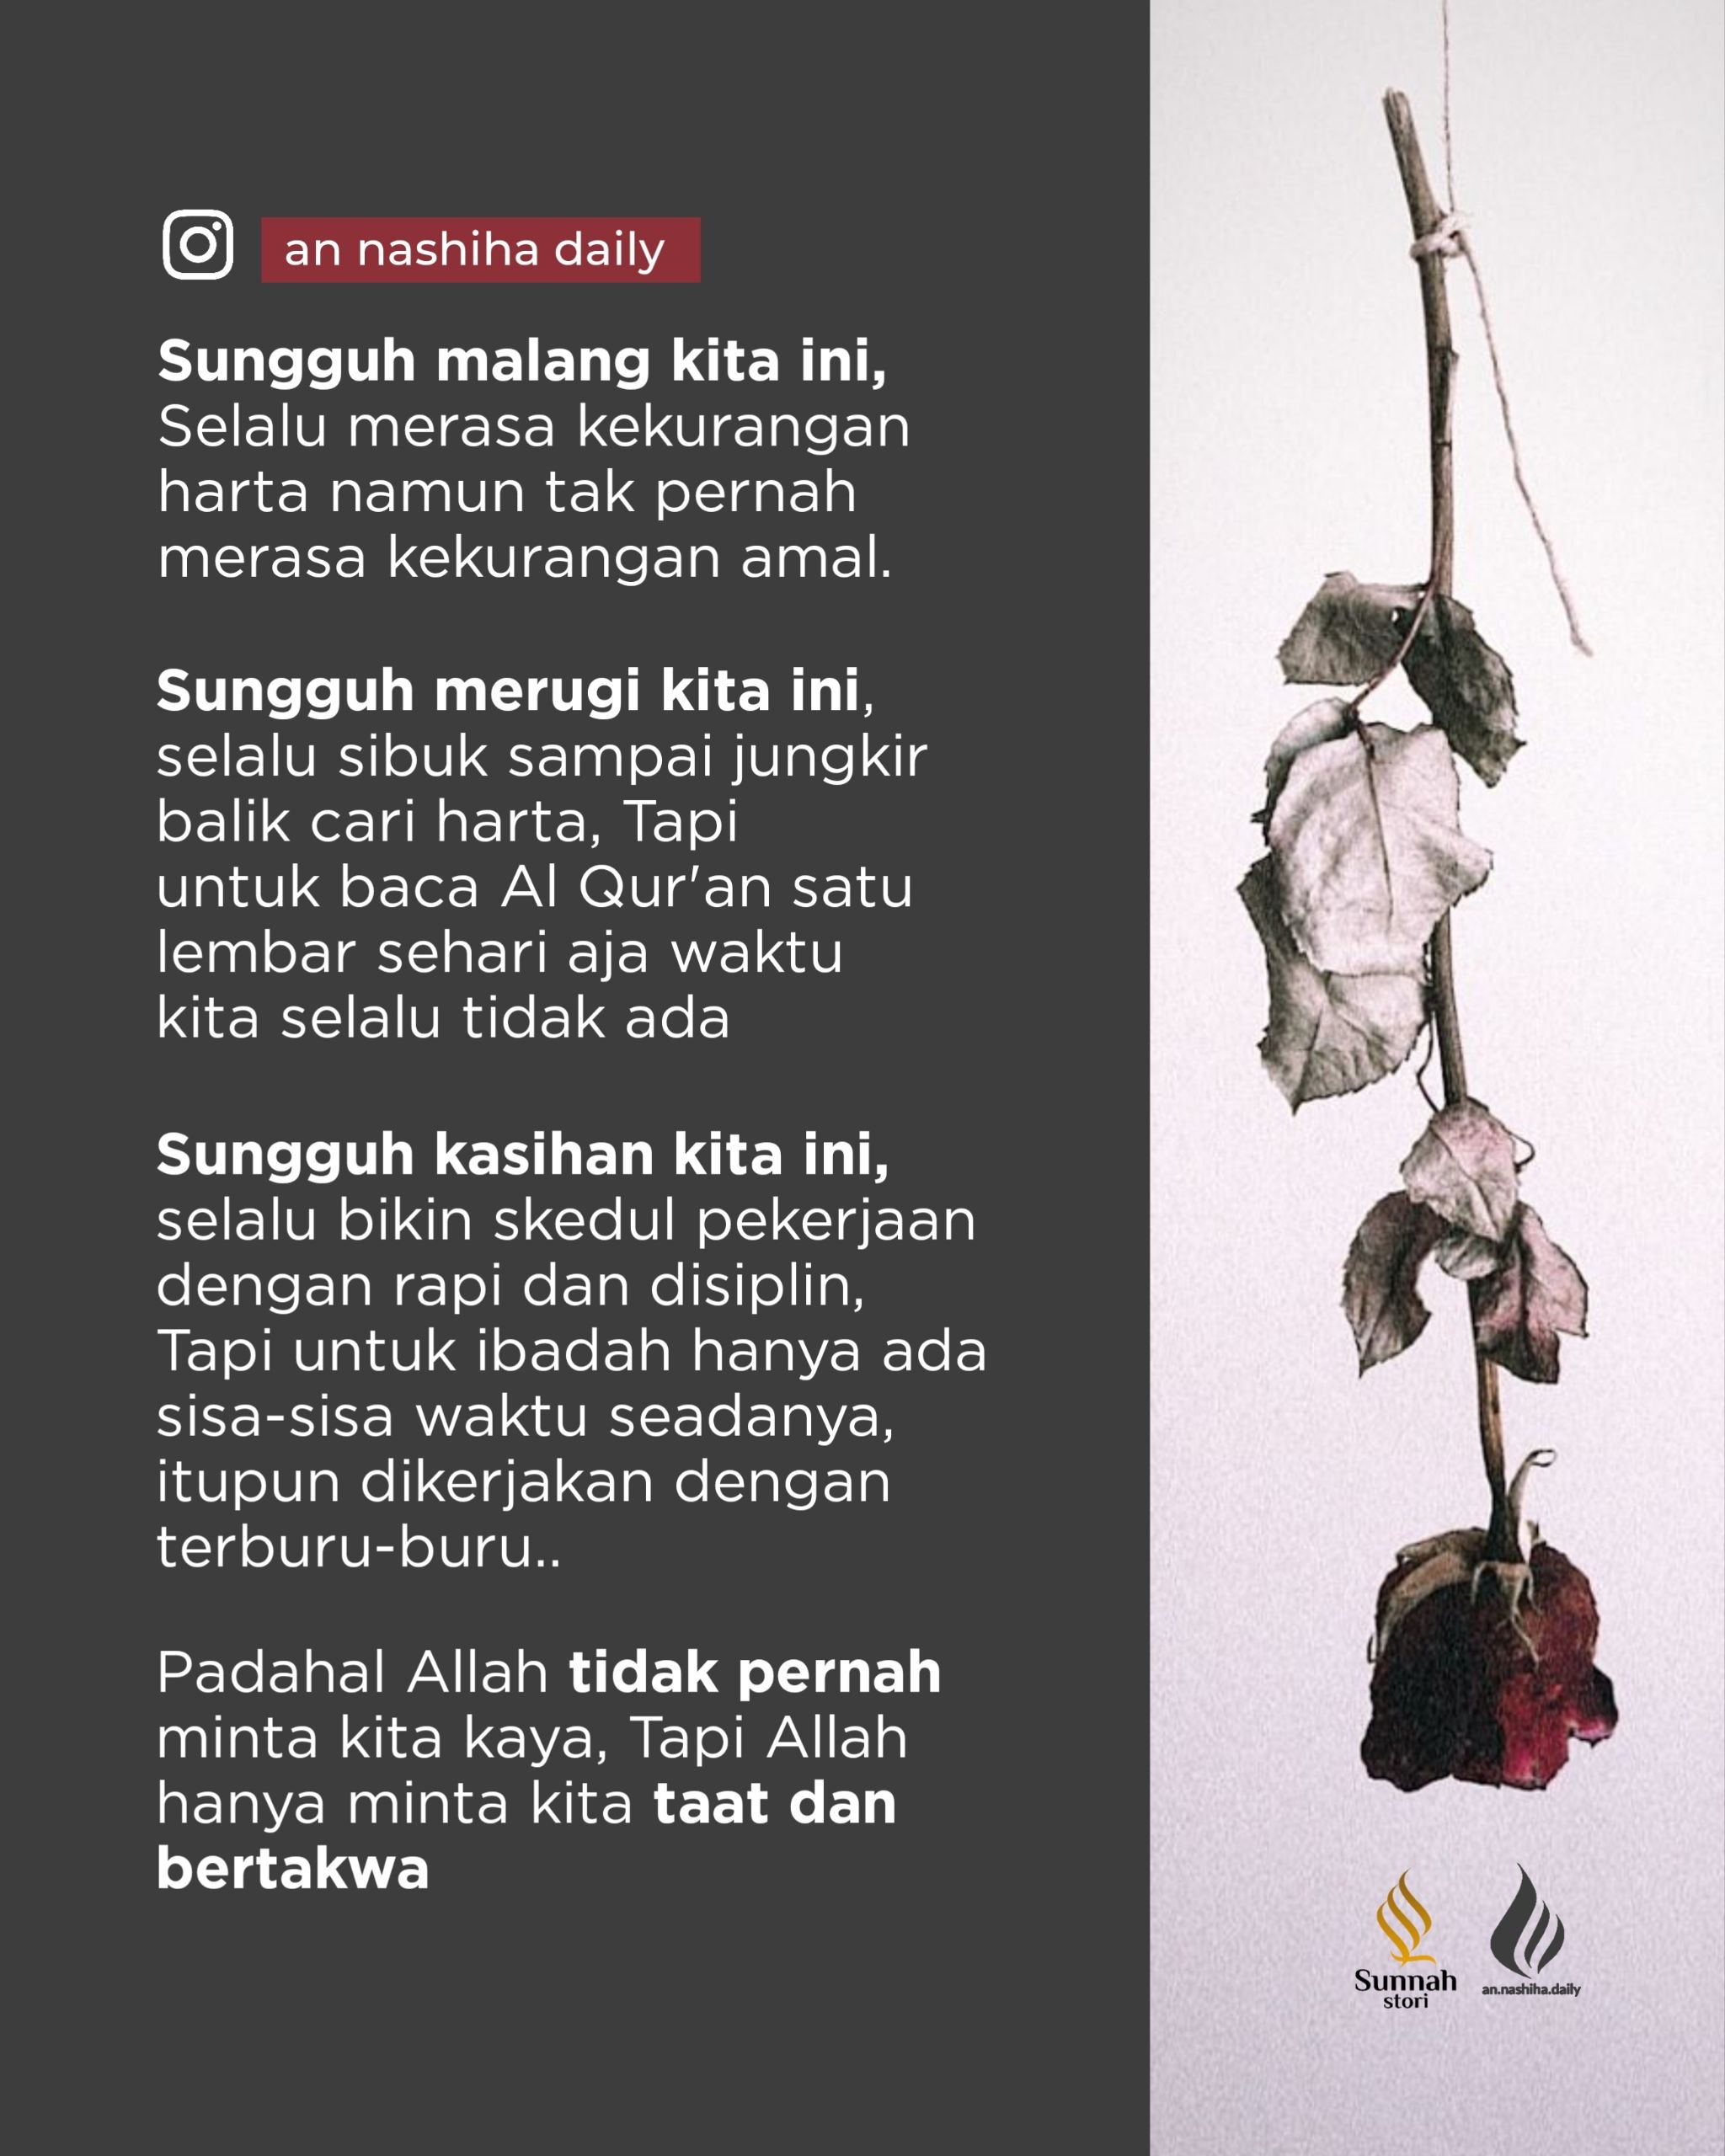 an nashiha daily
Sungguh malang kita ini,
Selalu merasa kekurangan
harta namun tak pernah
merasa kekurangan amal.
Sungguh merugi kita ini,
selalu sibuk sampai jungkir
balik cari harta, Tapi
untuk baca Al Qur'an satu
lembar sehari aja waktu
kita selalu tidak ada
Sungguh kasihan kita ini,
selalu bikin skedul pekerjaan
dengan rapi dan disiplin,
Tapi untuk ibadah hanya ada
sisa-sisa waktu seadanya,
itupun dikerjakan dengan
terburu-buru..
Padahal Allah tidak pernah
minta kita kaya, Tapi Allah
hanya minta kita taat dan
bertakwa
Sunnah
stori
an.nashiha.daily